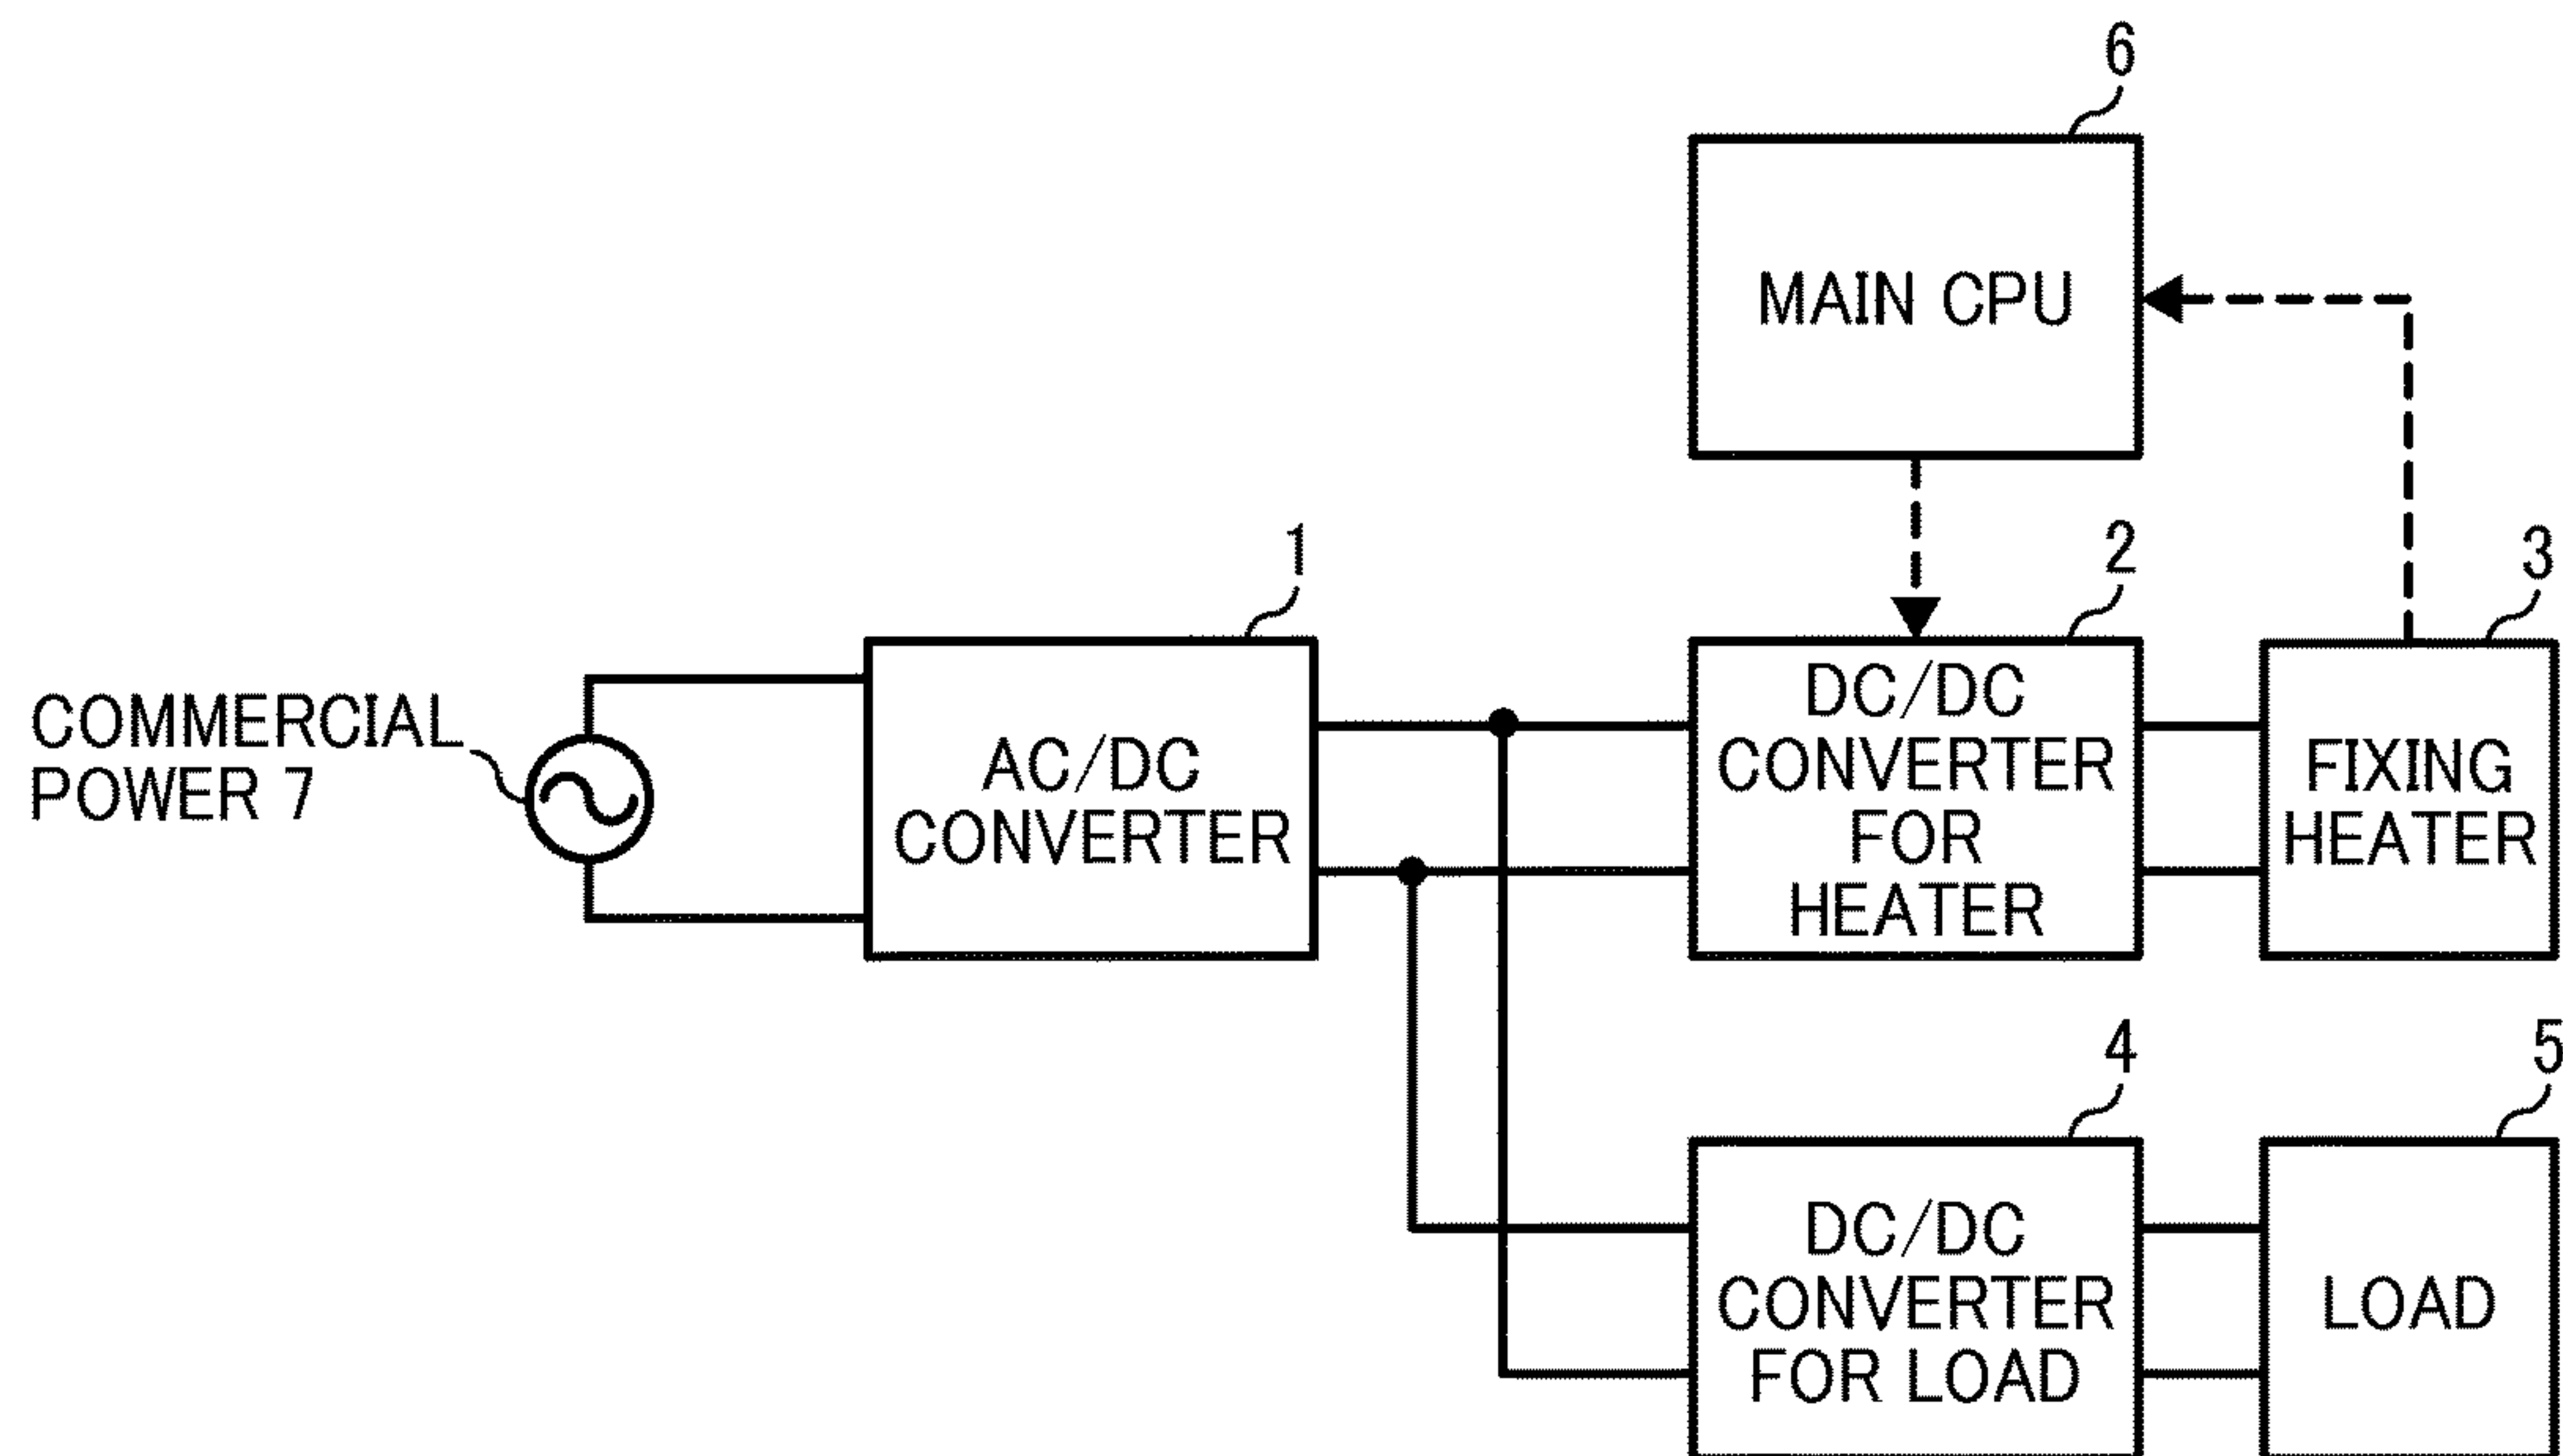 6
MAIN CPU
1
2
3
COMMERCIAL
POWER 7
AC/DC
CONVERTER
DC/DC
CONVERTER
FOR
HEATER
FIXING
HEATER
4
5
DC/DC
CONVERTER
FOR LOAD
LOAD